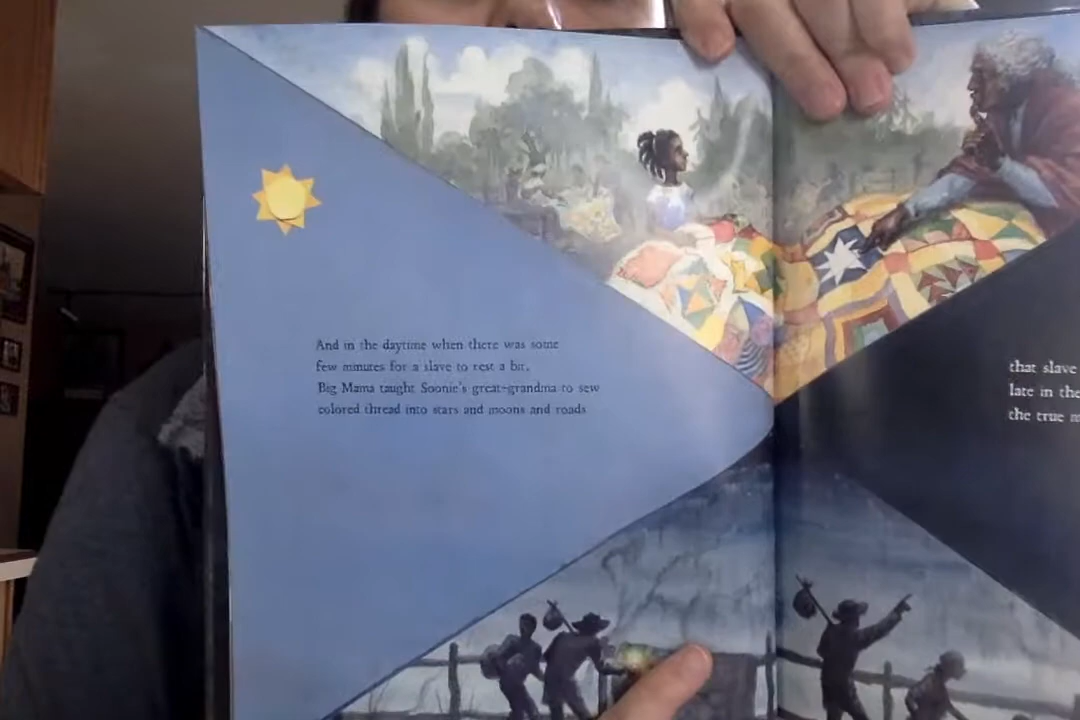 And in the daytime when there was some
few minutes for a slave to rest a bit,
Big Mama taught Soonie's great-grandma to sew
colored thread into stars and moons and roads
that slave
late in the
the true